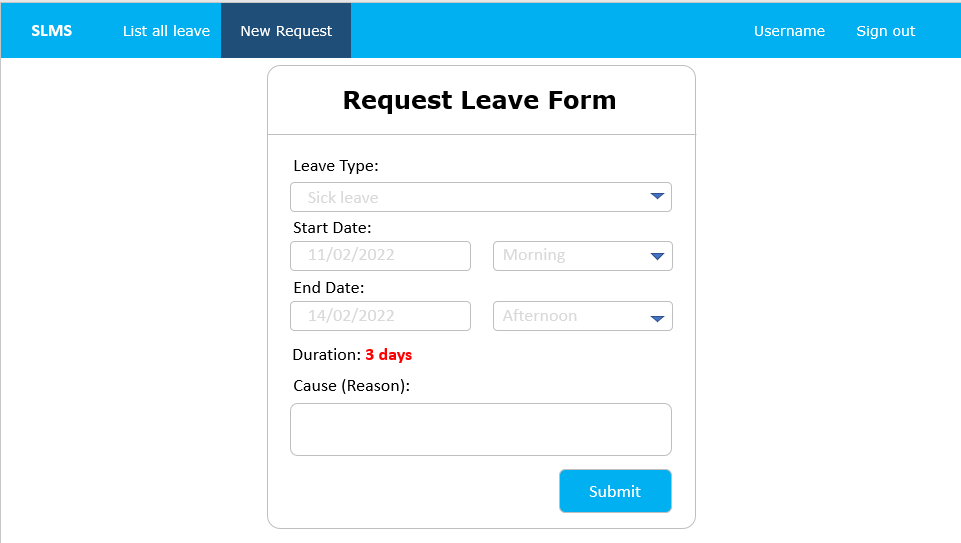 SLMS List all leave New Request Username Sign out
Request Leave Form
Leave Type:
Sick leave
Start Date:
11/02/2022 Morning
End Date:
14/02/2022 Afternoon
Duration: 3 days
Cause (Reason):
Submit